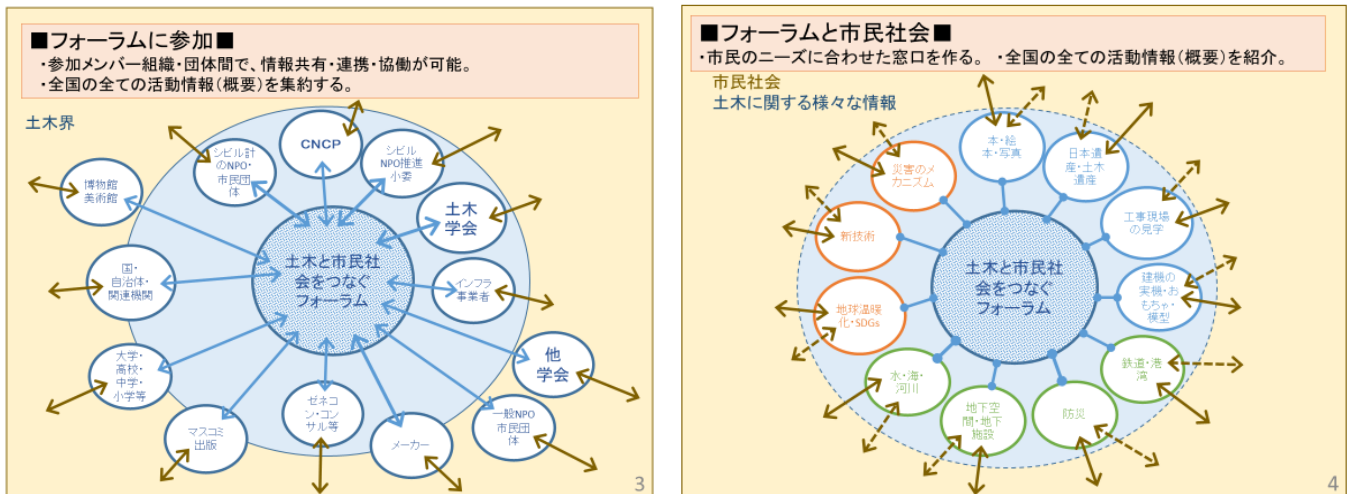 ■フォーラムに参加■
・参加メンバー組織・団体間で、情報共有・連携・協働が可能。
・全国の全ての活動情報(概要)を集約する。
土木界
CNCP
シビル
NPO推進
小委
土木
学会
インフラ
事業者
他
学会
一般NPO
市民団
体
メーカー
ゼネコ
ン・コン
サル等
マスコミ
出版
大学・
高校・
中学・
小学等
国・
自治体・
関連機関
博物館
美術館
シビル計
のNPO・
市民団
体
土木と市民社
会をつなぐ
フォーラム
3
■フォーラムと市民社会■
・市民のニーズに合わせた窓口を作る。 ・全国の全ての活動情報(概要)を紹介。
市民社会
土木に関する様々な情報
本・絵
本・写真
日本遺
産・土木
遺産
工事現場
の見学
建機の
実機・お
もちゃ・
模型
鉄道・港
湾
防災
地下空
間・地下
施設
水・海・
河川
地球温暖
化・SDGs
新技術
災害のメ
カニズム
土木と市民社
会をつなぐ
フォーラム
4